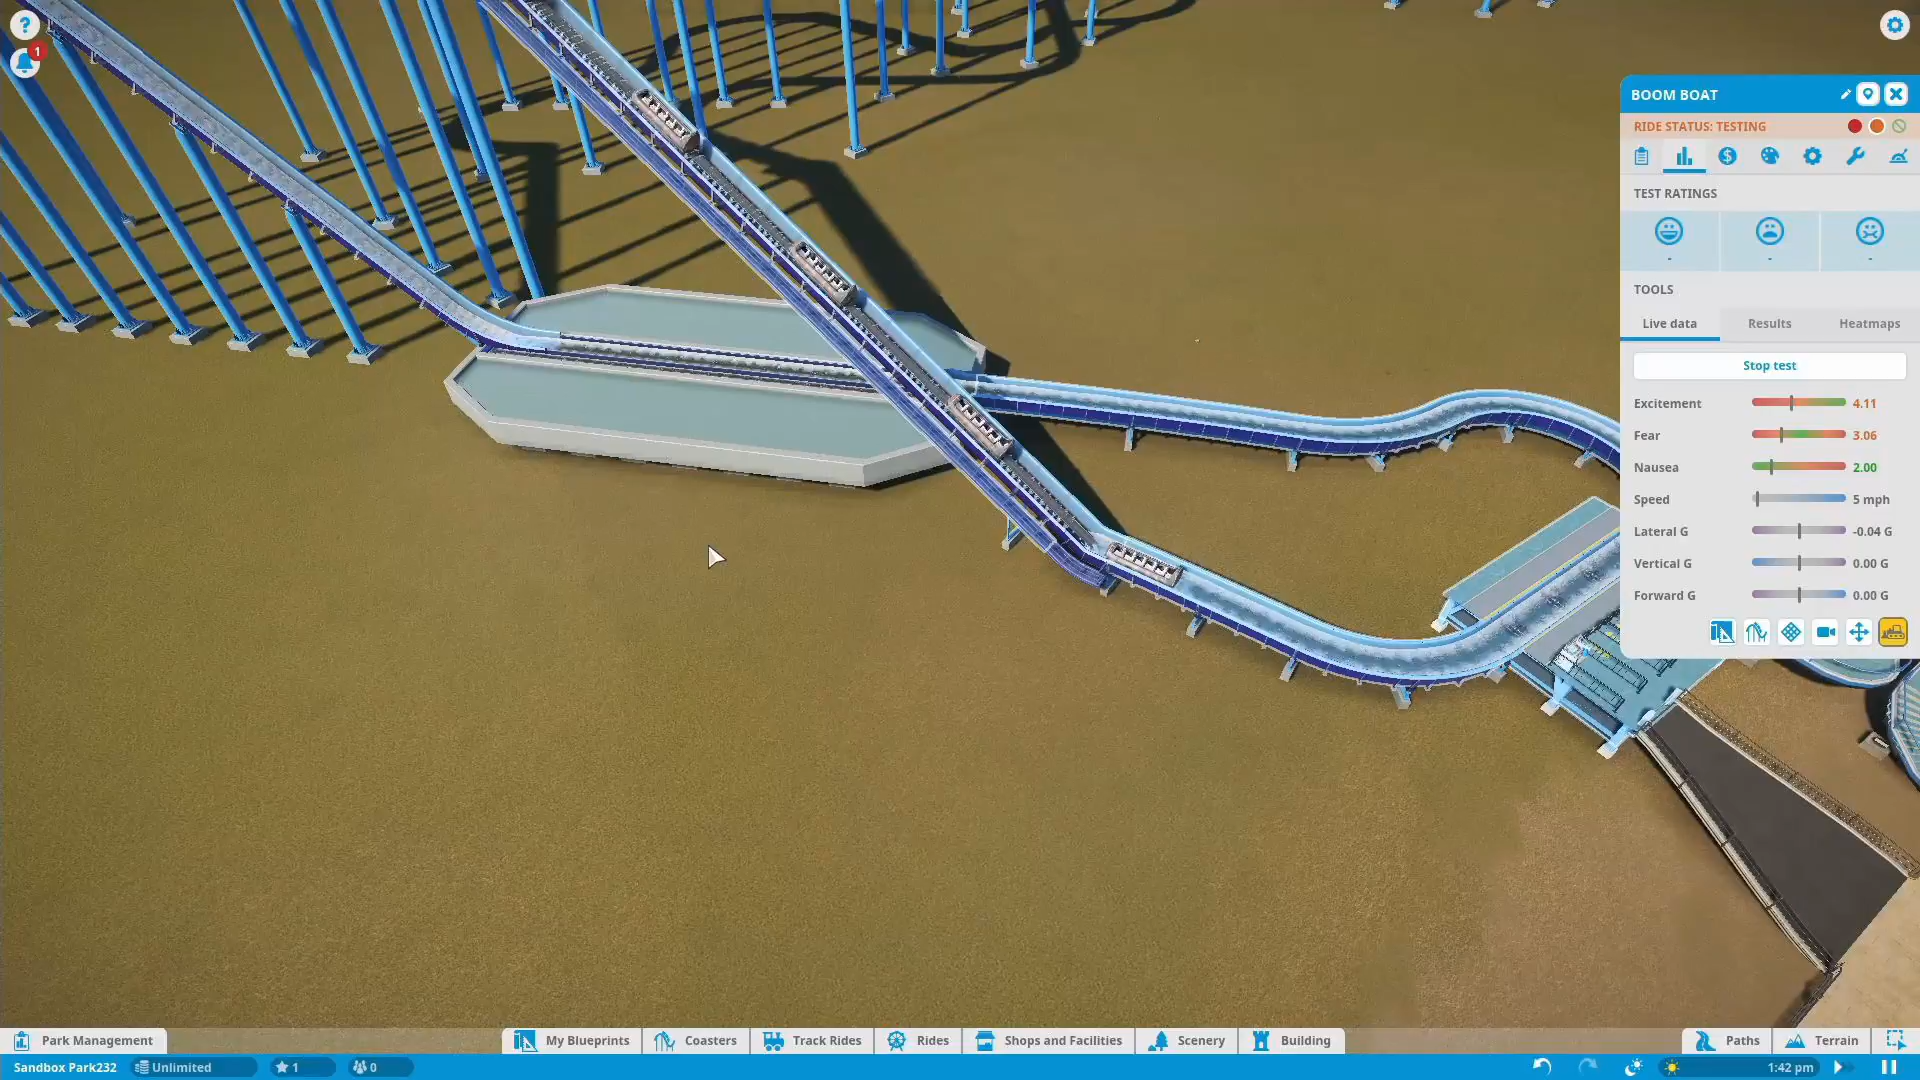 ?
1
BOOM BOAT
RIDE STATUS: TESTING
TEST RATINGS
- - -
TOOLS
Live data Results Heatmaps
Stop test
Excitement 4.11
Fear 3.06
Nausea 2.00
Speed 5 mph
Lateral G -0.04 G
Vertical G 0.00 G
Forward G 0.00 G
Park Management My Blueprints Coasters Track Rides Rides Shops and Facilities Scenery Building Paths Terrain
Sandbox Park232 Unlimited 1 0 1:42 pm